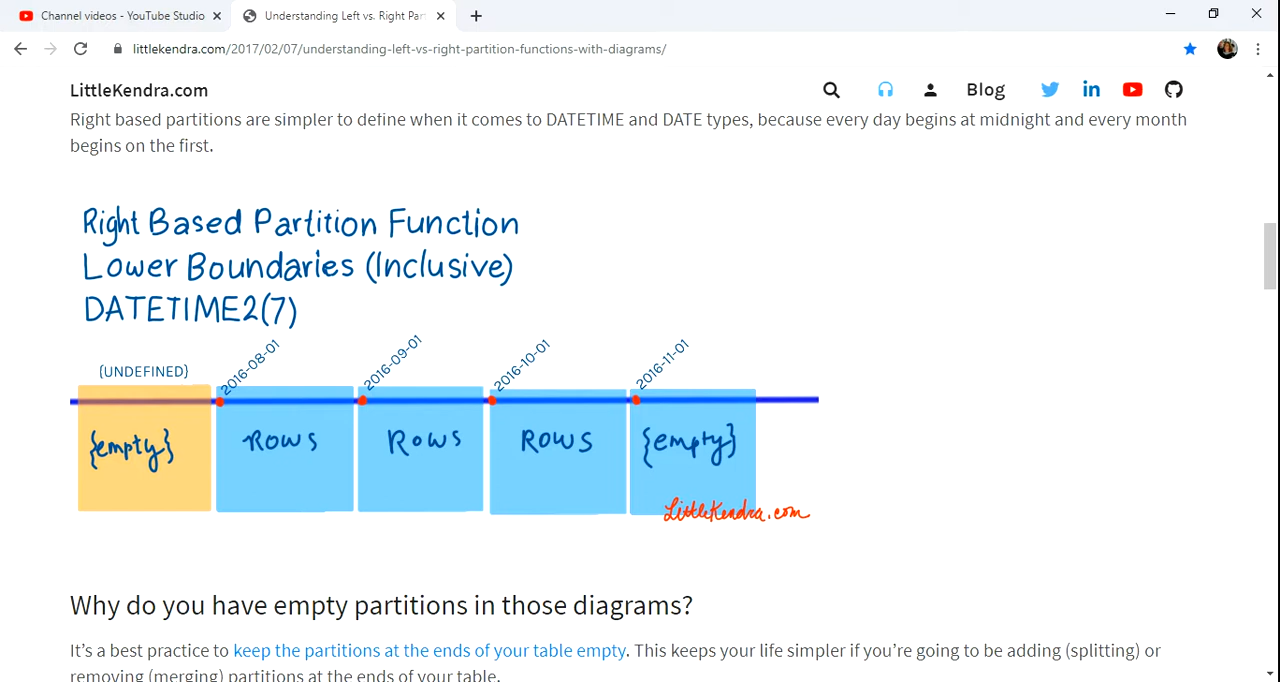 Channel videos - YouTube Studio
Understanding Left vs. Right Par
littlekendra.com/2017/02/07/understanding-left-vs-right-partition-functions-with-diagrams/
LittleKendra.com
Blog
Right based partitions are simpler to define when it comes to DATETIME and DATE types, because every day begins at midnight and every month
begins on the first.
Right Based Partition Function
Lower Boundaries (Inclusive)
DATETIME2(7)
(UNDEFINED)
2016-08-01
2016-09-01
2016-10-01
2016-11-01
{empty}
ROWS
ROWS
ROWS
{empty}
LittleKendra.com
Why do you have empty partitions in those diagrams?
It’s a best practice to keep the partitions at the ends of your table empty. This keeps your life simpler if you’re going to be adding (splitting) or
removing (merging) partitions at the ends of your table.